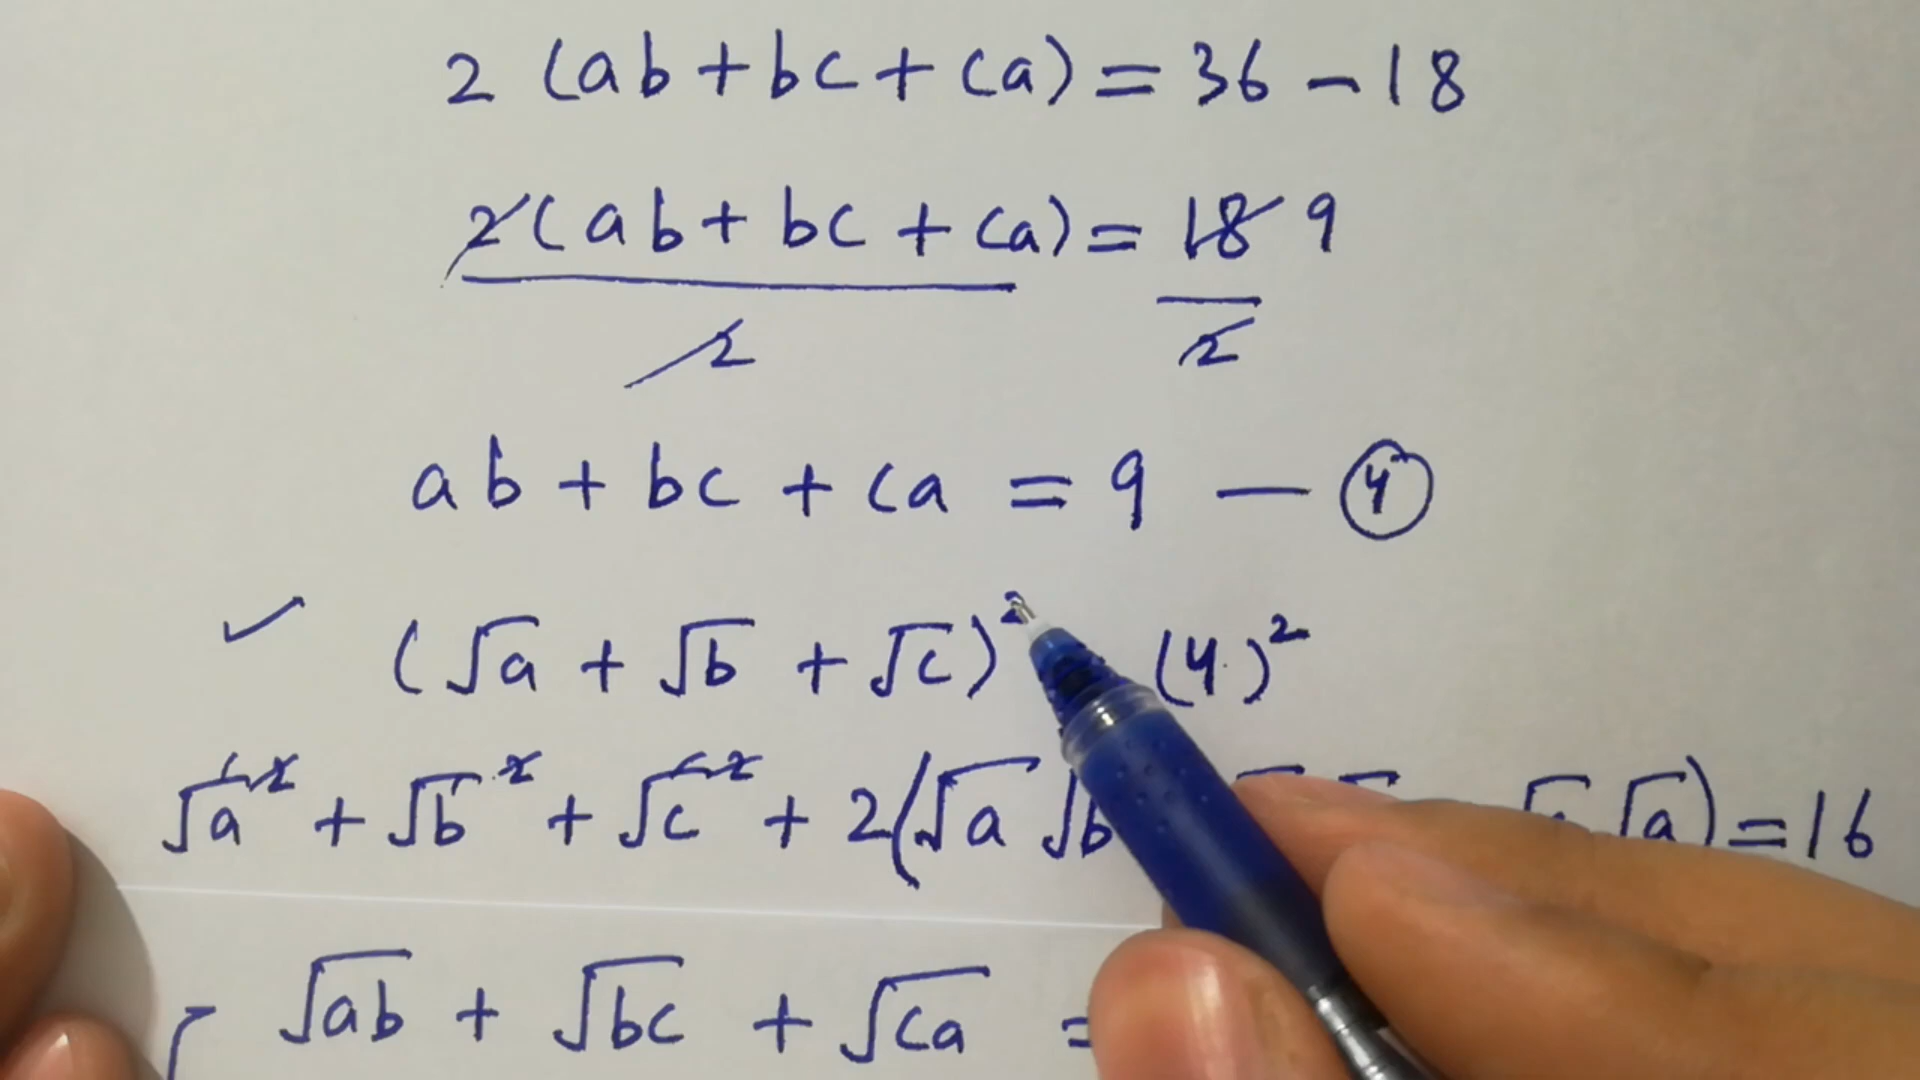 2 (ab + bc + ca) = 36 - 18
2(ab + bc + ca) = 18 9
2 2
ab + bc + ca = 9 — 4
✓ (√a + √b + √c)² (4)²
√a² + √b² + √c² + 2(√a √b √a) = 16
√ab + √bc + √ca =